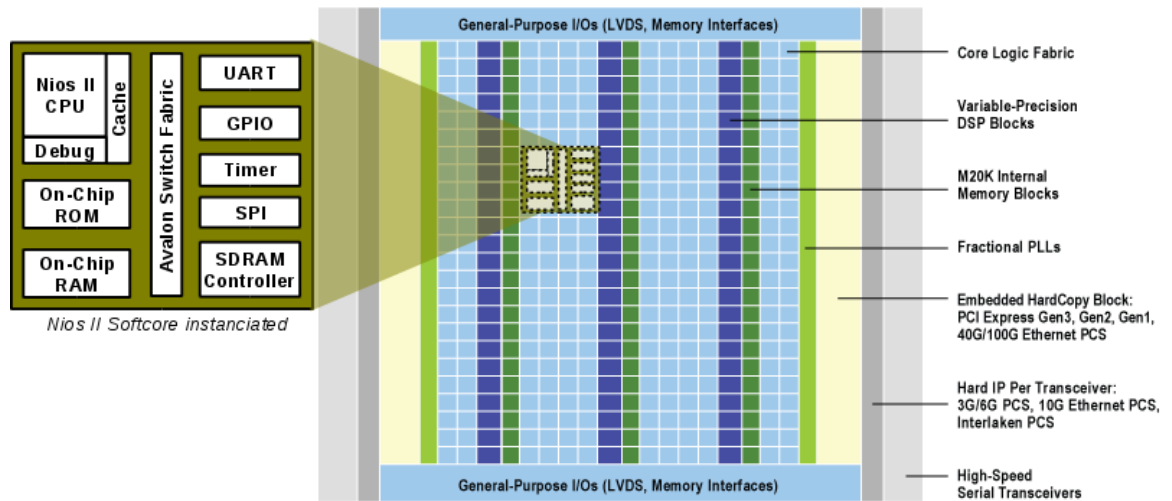 General-Purpose I/Os (LVDS, Memory Interfaces)
Nios II
CPU
Cache
Debug
On-Chip
ROM
On-Chip
RAM
Avalon Switch Fabric
UART
GPIO
Timer
SPI
SDRAM
Controller
Nios II Softcore instanciated
Core Logic Fabric
Variable-Precision
DSP Blocks
M20K Internal
Memory Blocks
Fractional PLLs
Embedded HardCopy Block:
PCI Express Gen3, Gen2, Gen1,
40G/100G Ethernet PCS
Hard IP Per Transceiver:
3G/6G PCS, 10G Ethernet PCS,
Interlaken PCS
High-Speed
Serial Transceivers
General-Purpose I/Os (LVDS, Memory Interfaces)